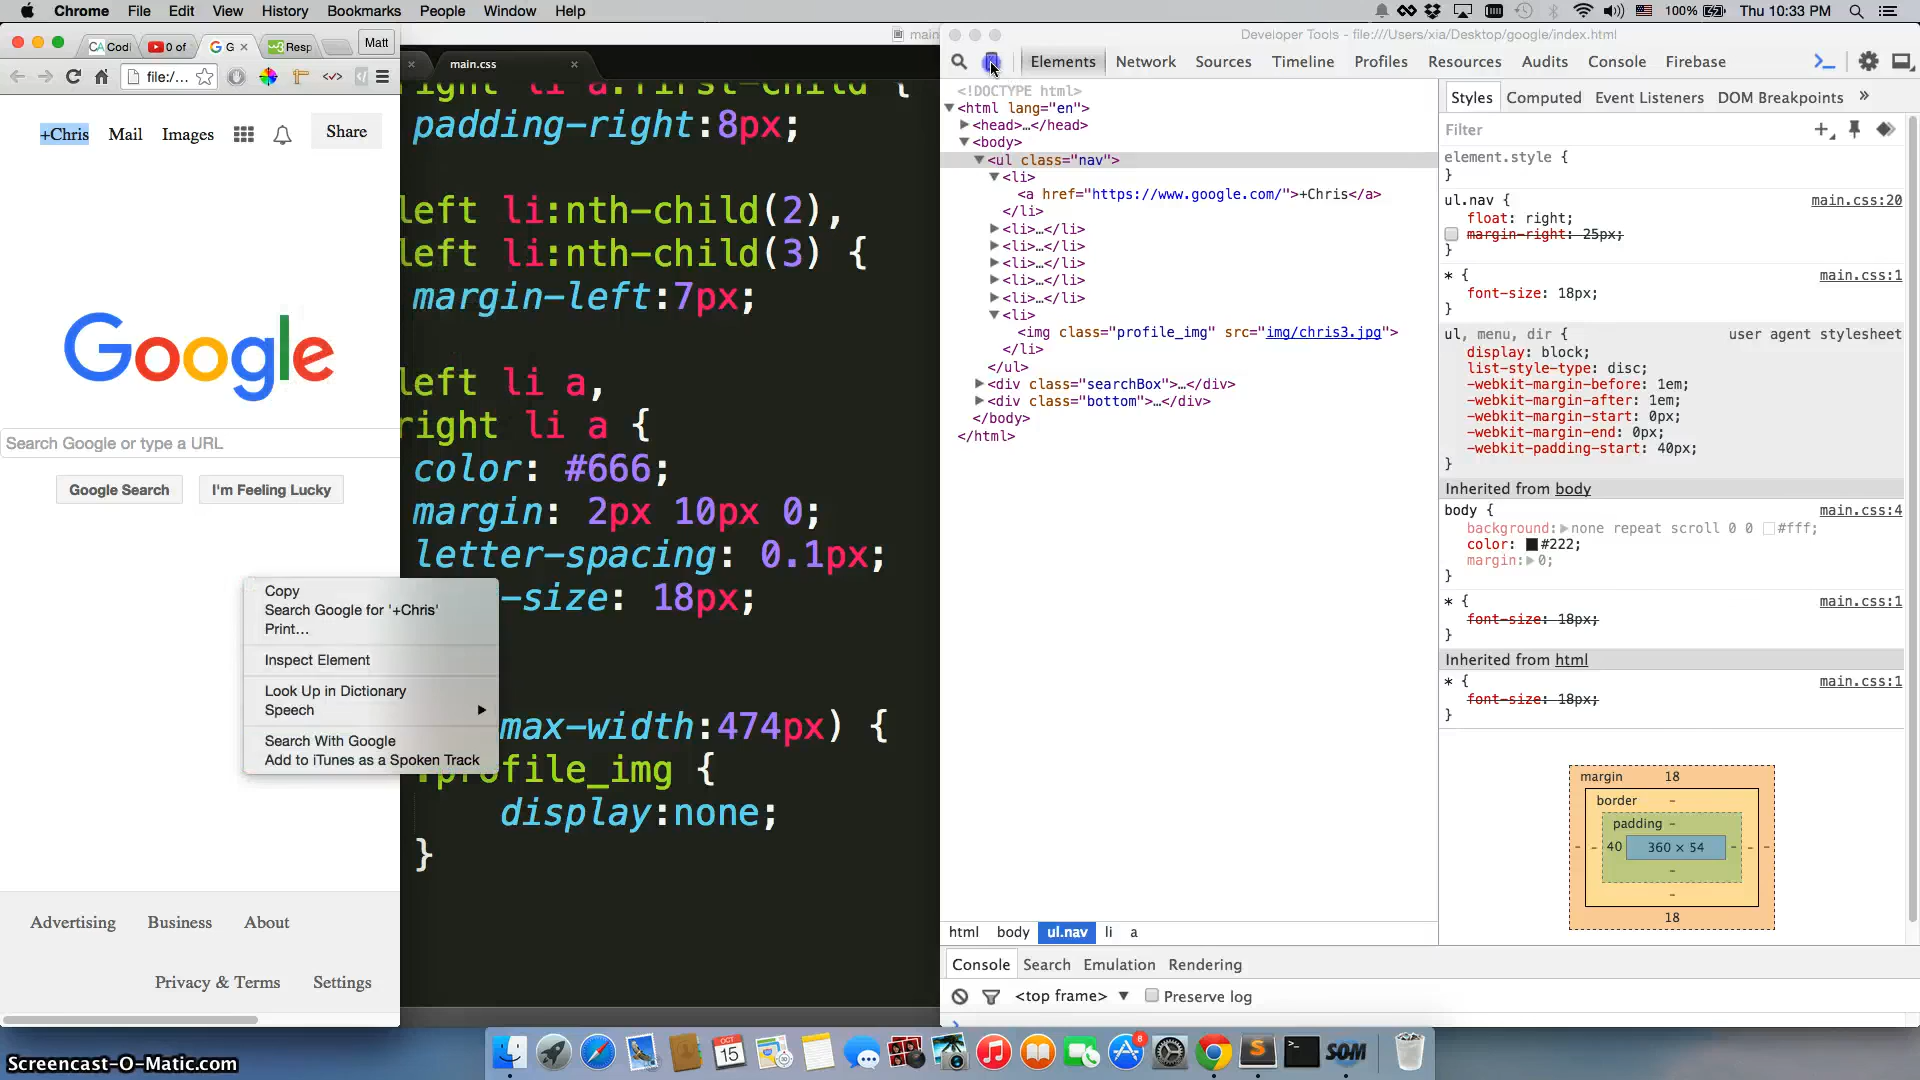 Chrome File Edit View History Bookmarks People Window Help
100% Thu 10:33 PM
Codi 0 of G Resp Matt
file:/
+Chris Mail Images Share
Google
Search Google or type a URL
Google Search I'm Feeling Lucky
Copy
Search Google for '+Chris'
Print...
Inspect Element
Look Up in Dictionary
Speech
Search With Google
Add to iTunes as a Spoken Track
Advertising Business About
Privacy & Terms Settings
main
main.css
right li a:first-child {
padding-right:8px;
left li:nth-child(2),
left li:nth-child(3) {
margin-left:7px;
left li a,
right li a {
color: #666;
margin: 2px 10px 0;
letter-spacing: 0.1px;
-size: 18px;
max-width:474px) {
.profile_img {
display:none;
}
Developer Tools - file:///Users/xia/Desktop/google/index.html
Elements Network Sources Timeline Profiles Resources Audits Console Firebase
<!DOCTYPE html>
<html lang="en">
<head>…</head>
<body>
<ul class="nav">
<li>
<a href="https://www.google.com/">+Chris</a>
</li>
<li>…</li>
<li>…</li>
<li>…</li>
<li>…</li>
<li>…</li>
<li>
<img class="profile_img" src="img/chris3.jpg">
</li>
</ul>
<div class="searchBox">…</div>
<div class="bottom">…</div>
</body>
</html>
html body ul.nav li a
Console Search Emulation Rendering
<top frame> Preserve log
Styles Computed Event Listeners DOM Breakpoints »
Filter
element.style {
}
ul.nav { main.css:20
float: right;
margin-right: 25px;
}
* { main.css:1
font-size: 18px;
}
ul, menu, dir { user agent stylesheet
display: block;
list-style-type: disc;
-webkit-margin-before: 1em;
-webkit-margin-after: 1em;
-webkit-margin-start: 0px;
-webkit-margin-end: 0px;
-webkit-padding-start: 40px;
}
Inherited from body
body { main.css:4
background: none repeat scroll 0 0 #fff;
color: #222;
margin: 0;
}
* { main.css:1
font-size: 18px;
}
Inherited from html
* { main.css:1
font-size: 18px;
}
margin 18
border -
padding -
- - 40 360 × 54 - - -
-
-
18
15
8
S
SOM
Screencast-O-Matic.com